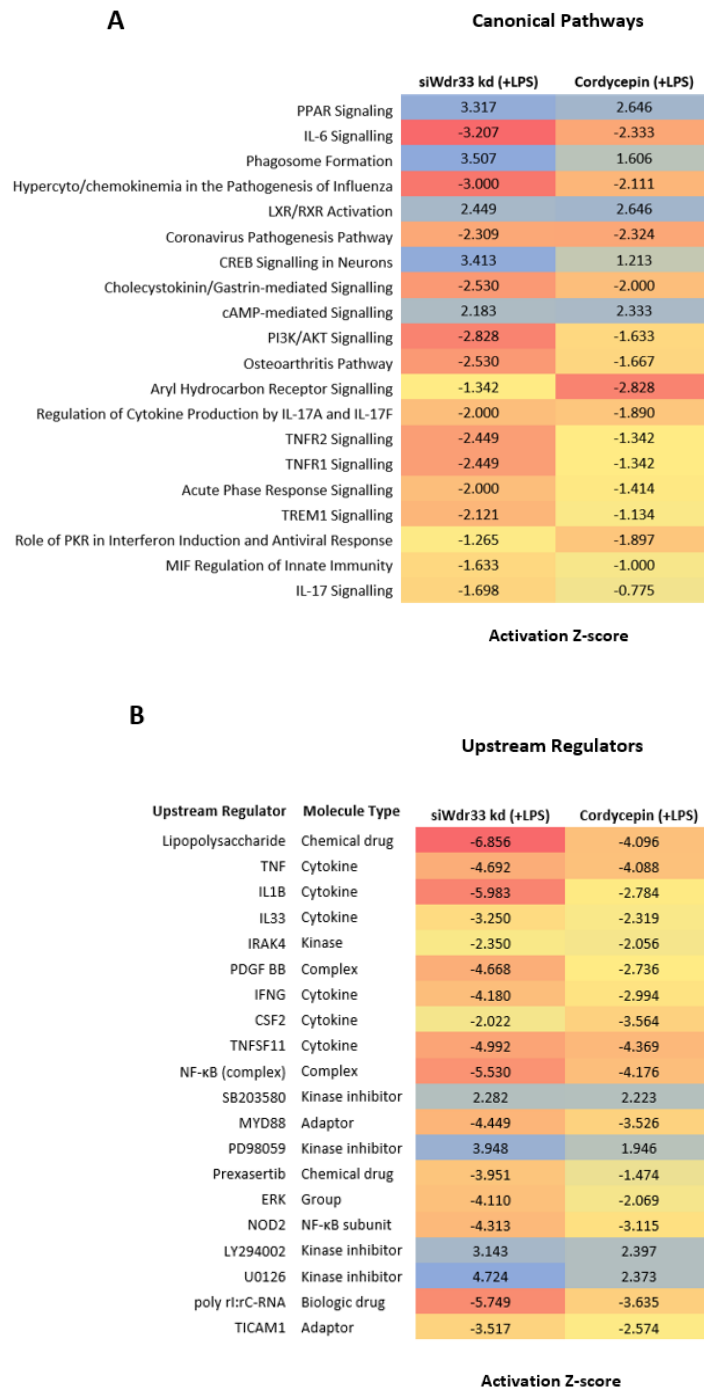 A
Canonical Pathways
siWdr33 kd (+LPS) Cordycepin (+LPS)
PPAR Signaling 3.317 2.646
IL-6 Signalling -3.207 -2.333
Phagosome Formation 3.507 1.606
Hypercyto/chemokinemia in the Pathogenesis of Influenza -3.000 -2.111
LXR/RXR Activation 2.449 2.646
Coronavirus Pathogenesis Pathway -2.309 -2.324
CREB Signalling in Neurons 3.413 1.213
Cholecystokinin/Gastrin-mediated Signalling -2.530 -2.000
cAMP-mediated Signalling 2.183 2.333
PI3K/AKT Signalling -2.828 -1.633
Osteoarthritis Pathway -2.530 -1.667
Aryl Hydrocarbon Receptor Signalling -1.342 -2.828
Regulation of Cytokine Production by IL-17A and IL-17F -2.000 -1.890
TNFR2 Signalling -2.449 -1.342
TNFR1 Signalling -2.449 -1.342
Acute Phase Response Signalling -2.000 -1.414
TREM1 Signalling -2.121 -1.134
Role of PKR in Interferon Induction and Antiviral Response -1.265 -1.897
MIF Regulation of Innate Immunity -1.633 -1.000
IL-17 Signalling -1.698 -0.775
Activation Z-score
B
Upstream Regulators
Upstream Regulator Molecule Type siWdr33 kd (+LPS) Cordycepin (+LPS)
Lipopolysaccharide Chemical drug -6.856 -4.096
TNF Cytokine -4.692 -4.088
IL1B Cytokine -5.983 -2.784
IL33 Cytokine -3.250 -2.319
IRAK4 Kinase -2.350 -2.056
PDGF BB Complex -4.668 -2.736
IFNG Cytokine -4.180 -2.994
CSF2 Cytokine -2.022 -3.564
TNFSF11 Cytokine -4.992 -4.369
NF-κB (complex) Complex -5.530 -4.176
SB203580 Kinase inhibitor 2.282 2.223
MYD88 Adaptor -4.449 -3.526
PD98059 Kinase inhibitor 3.948 1.946
Prexasertib Chemical drug -3.951 -1.474
ERK Group -4.110 -2.069
NOD2 NF-κB subunit -4.313 -3.115
LY294002 Kinase inhibitor 3.143 2.397
U0126 Kinase inhibitor 4.724 2.373
poly rI:rC-RNA Biologic drug -5.749 -3.635
TICAM1 Adaptor -3.517 -2.574
Activation Z-score